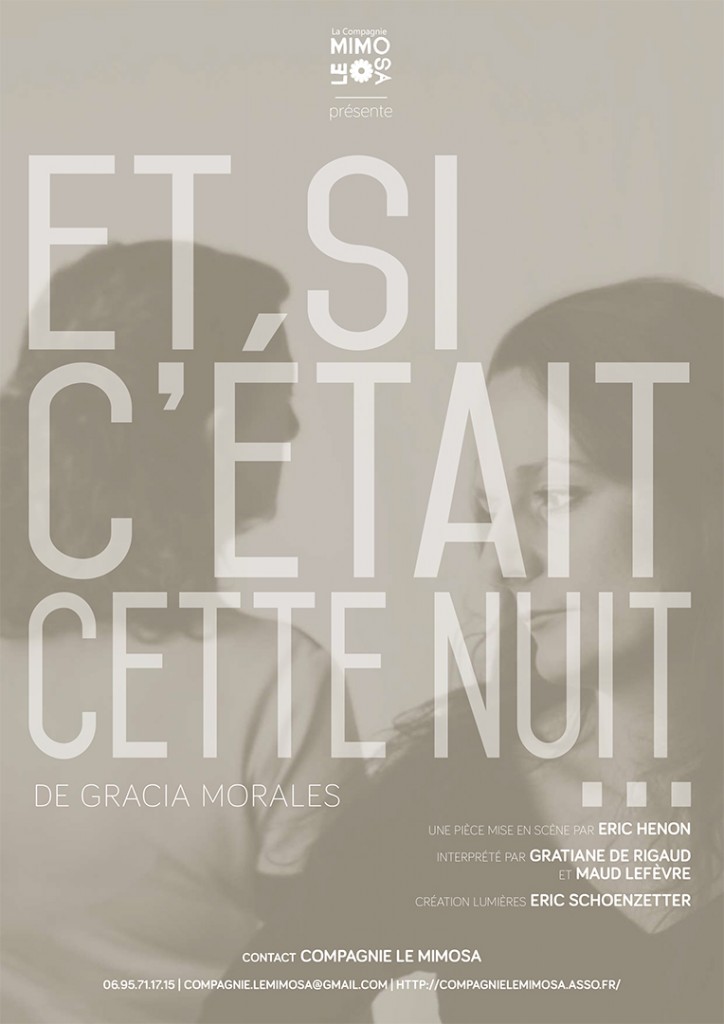 La Compagnie
MIMO
LE SA
présente
ET SI
C'ÉTAIT
CETTE NUIT
...
DE GRACIA MORALES
UNE PIÈCE MISE EN SCÈNE PAR ERIC HENON
INTERPRÉTÉ PAR GRATIANE DE RIGAUD
ET MAUD LEFÈVRE
CRÉATION LUMIÈRES ERIC SCHOENZETTER
CONTACT COMPAGNIE LE MIMOSA
06.95.71.17.15 | COMPAGNIE.LEMIMOSA@GMAIL.COM | HTTP://COMPAGNIELEMIMOSA.ASSO.FR/